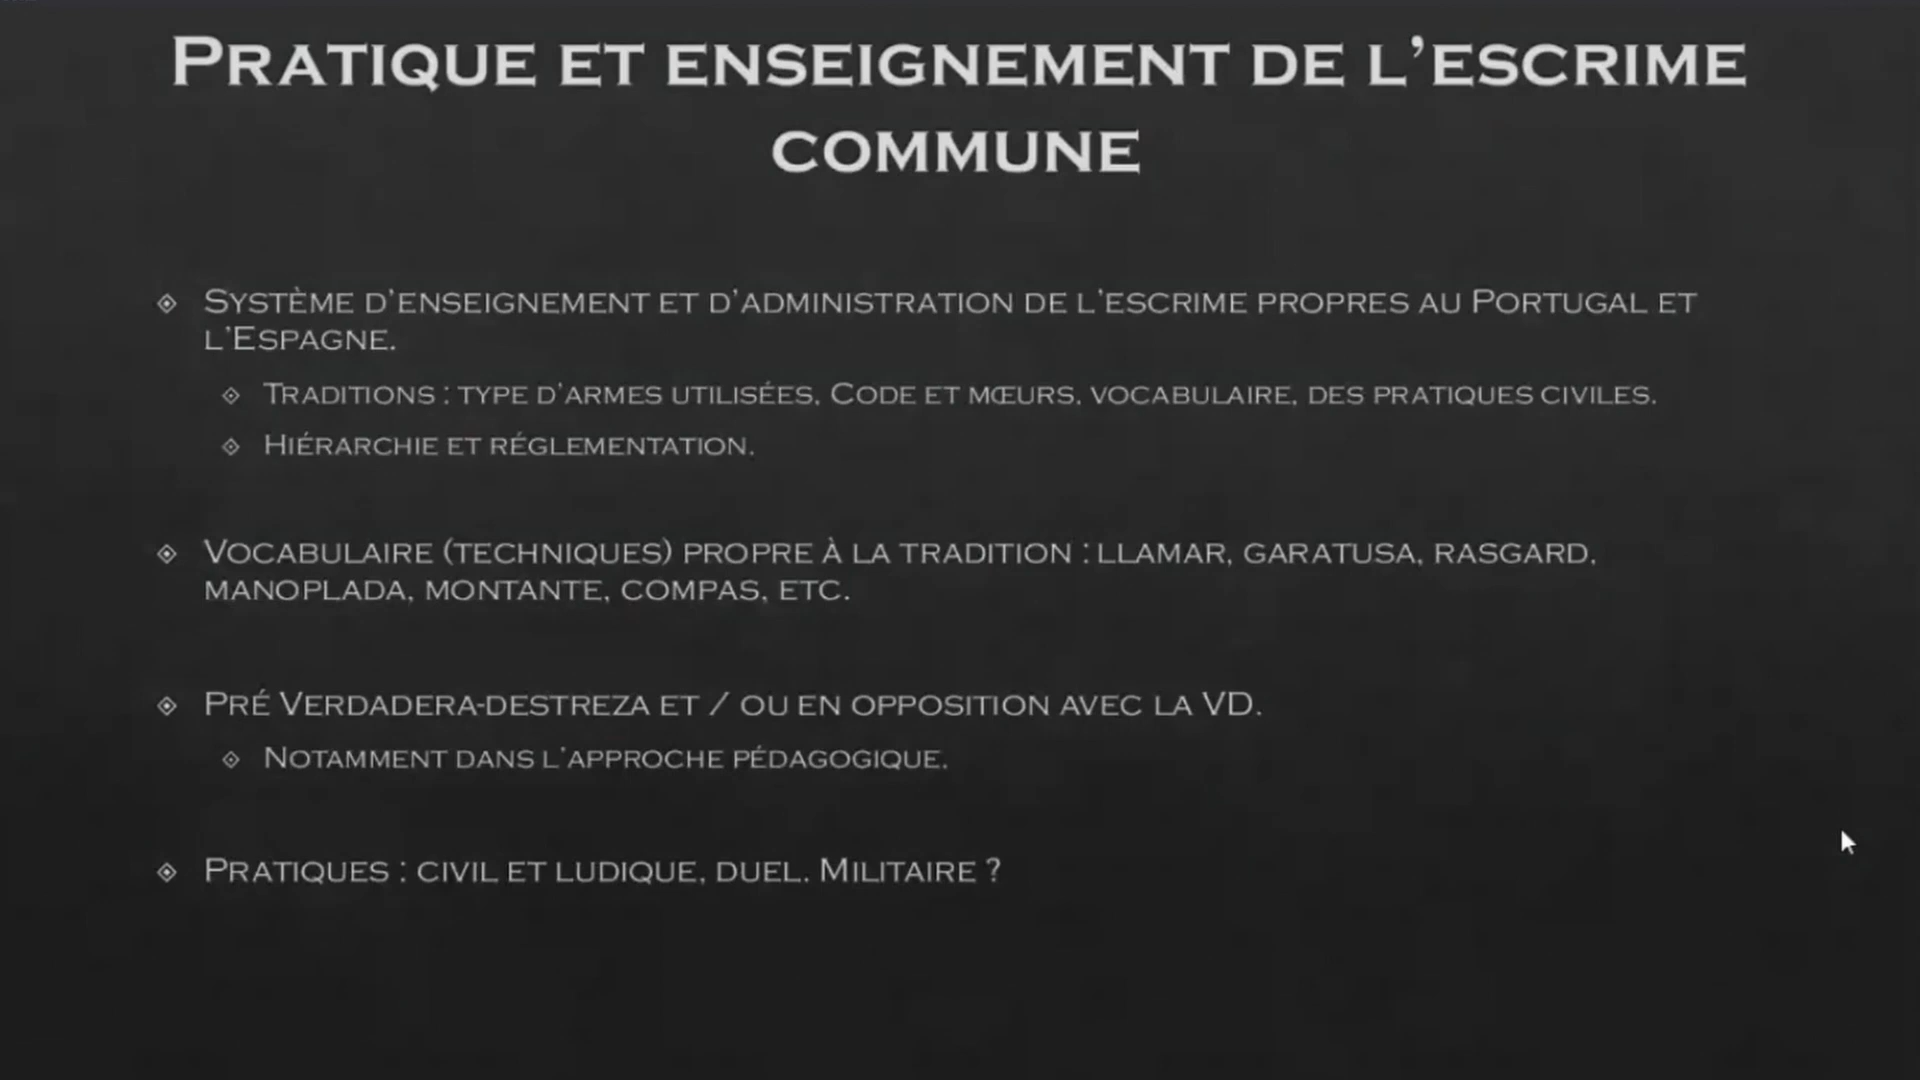 Pratique et enseignement de l’escrime
commune
Système d’enseignement et d’administration de l’escrime propres au Portugal et
l’Espagne.
Traditions : type d’armes utilisées, Code et mœurs, vocabulaire, des pratiques civiles.
Hiérarchie et réglementation.
Vocabulaire (techniques) propre à la tradition : llamar, garatusa, rasgard,
manoplada, montante, compas, etc.
Pré Verdadera-destreza et / ou en opposition avec la VD.
Notamment dans l’approche pédagogique.
Pratiques : civil et ludique, duel. Militaire ?